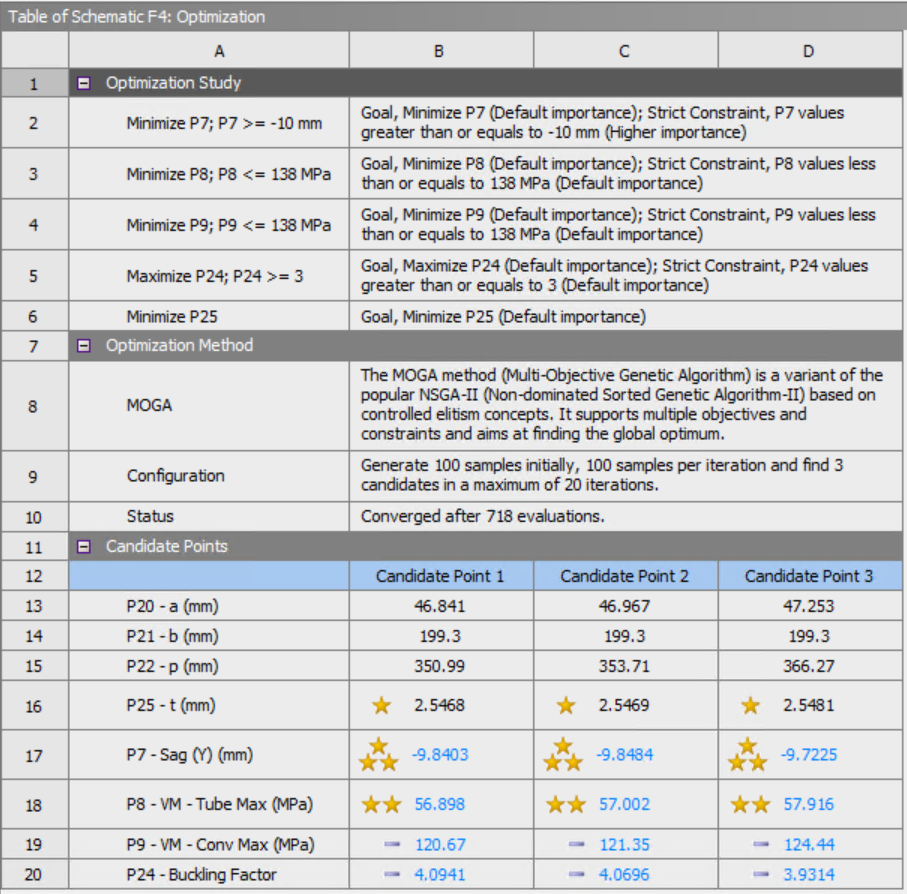 Table of Schematic F4: Optimization
A B C D
1 Optimization Study
2 Minimize P7; P7 >= -10 mm Goal, Minimize P7 (Default importance); Strict Constraint, P7 values
greater than or equals to -10 mm (Higher importance)
3 Minimize P8; P8 <= 138 MPa Goal, Minimize P8 (Default importance); Strict Constraint, P8 values less
than or equals to 138 MPa (Default importance)
4 Minimize P9; P9 <= 138 MPa Goal, Minimize P9 (Default importance); Strict Constraint, P9 values less
than or equals to 138 MPa (Default importance)
5 Maximize P24; P24 >= 3 Goal, Maximize P24 (Default importance); Strict Constraint, P24 values
greater than or equals to 3 (Default importance)
6 Minimize P25 Goal, Minimize P25 (Default importance)
7 Optimization Method
8 MOGA The MOGA method (Multi-Objective Genetic Algorithm) is a variant of the
popular NSGA-II (Non-dominated Sorted Genetic Algorithm-II) based on
controlled elitism concepts. It supports multiple objectives and
constraints and aims at finding the global optimum.
9 Configuration Generate 100 samples initially, 100 samples per iteration and find 3
candidates in a maximum of 20 iterations.
10 Status Converged after 718 evaluations.
11 Candidate Points
12 Candidate Point 1 Candidate Point 2 Candidate Point 3
13 P20 - a (mm) 46.841 46.967 47.253
14 P21 - b (mm) 199.3 199.3 199.3
15 P22 - p (mm) 350.99 353.71 366.27
16 P25 - t (mm) 2.5468 2.5469 2.5481
17 P7 - Sag (Y) (mm) -9.8403 -9.8484 -9.7225
18 P8 - VM - Tube Max (MPa) 56.898 57.002 57.916
19 P9 - VM - Conv Max (MPa) 120.67 121.35 124.44
20 P24 - Buckling Factor 4.0941 4.0696 3.9314